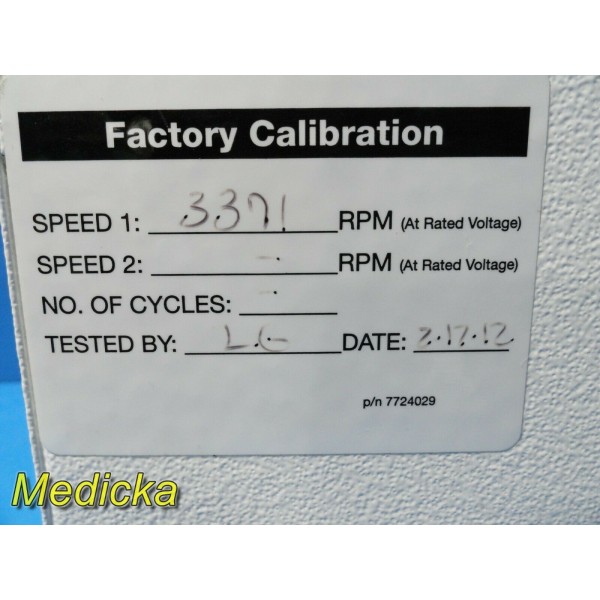 Factory Calibration
SPEED 1: 3371 RPM (At Rated Voltage)
SPEED 2: - RPM (At Rated Voltage)
NO. OF CYCLES: -
TESTED BY: L.G DATE: 2.17.12
p/n 7724029
Medicka